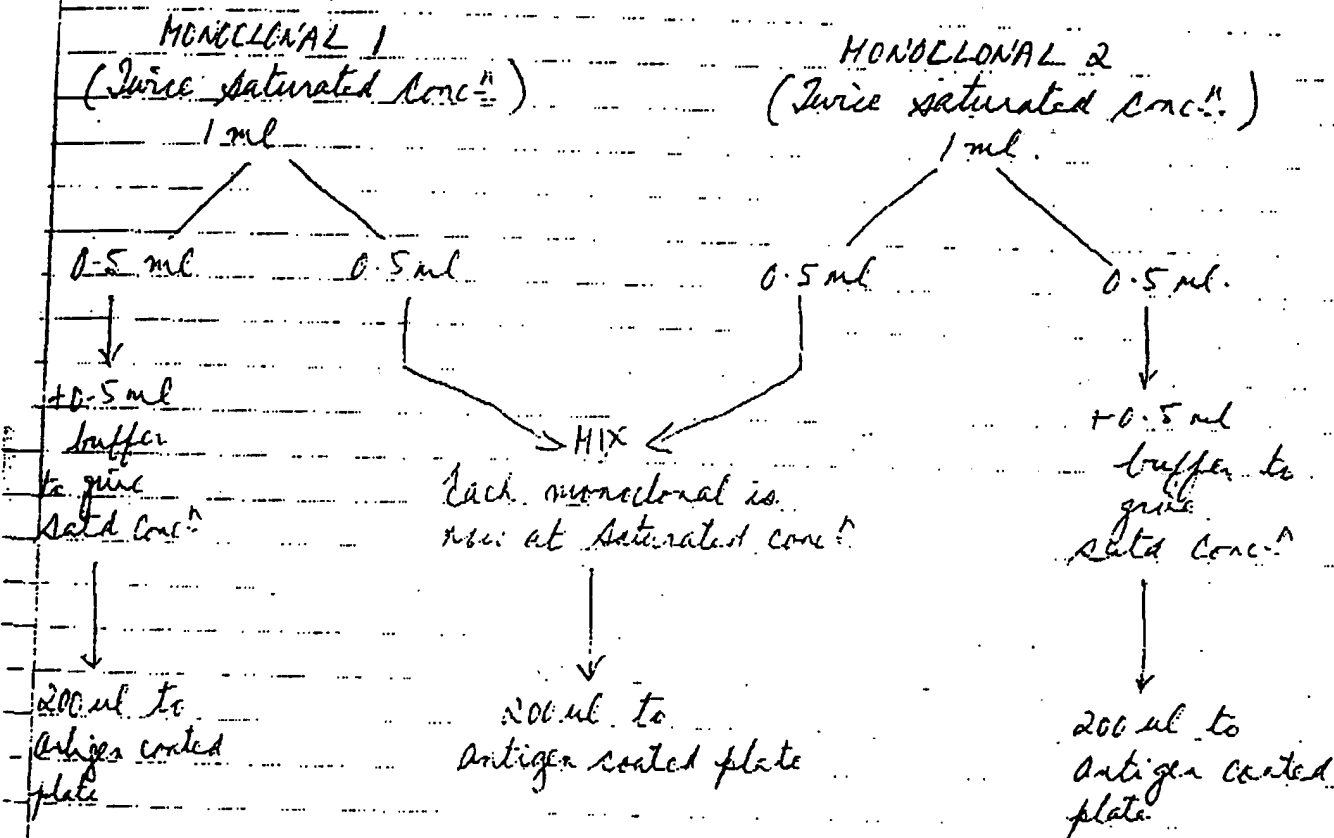 MONOCLONAL 1
(Twice saturated Conc.ⁿ)
1 ml
MONOCLONAL 2
(Twice saturated Conc.ⁿ)
1 ml.
0.5 ml
0.5 ml
0.5 ml
0.5 ml.
+0.5 ml
buffer
to give
satd Concⁿ
MIX
Each monoclonal is
now at saturated concⁿ
+0.5 ml
buffer to
give
satd Concⁿ
200 ul to
antigen coated
plate
200 ul to
antigen coated plate
200 ul to
antigen coated
plate